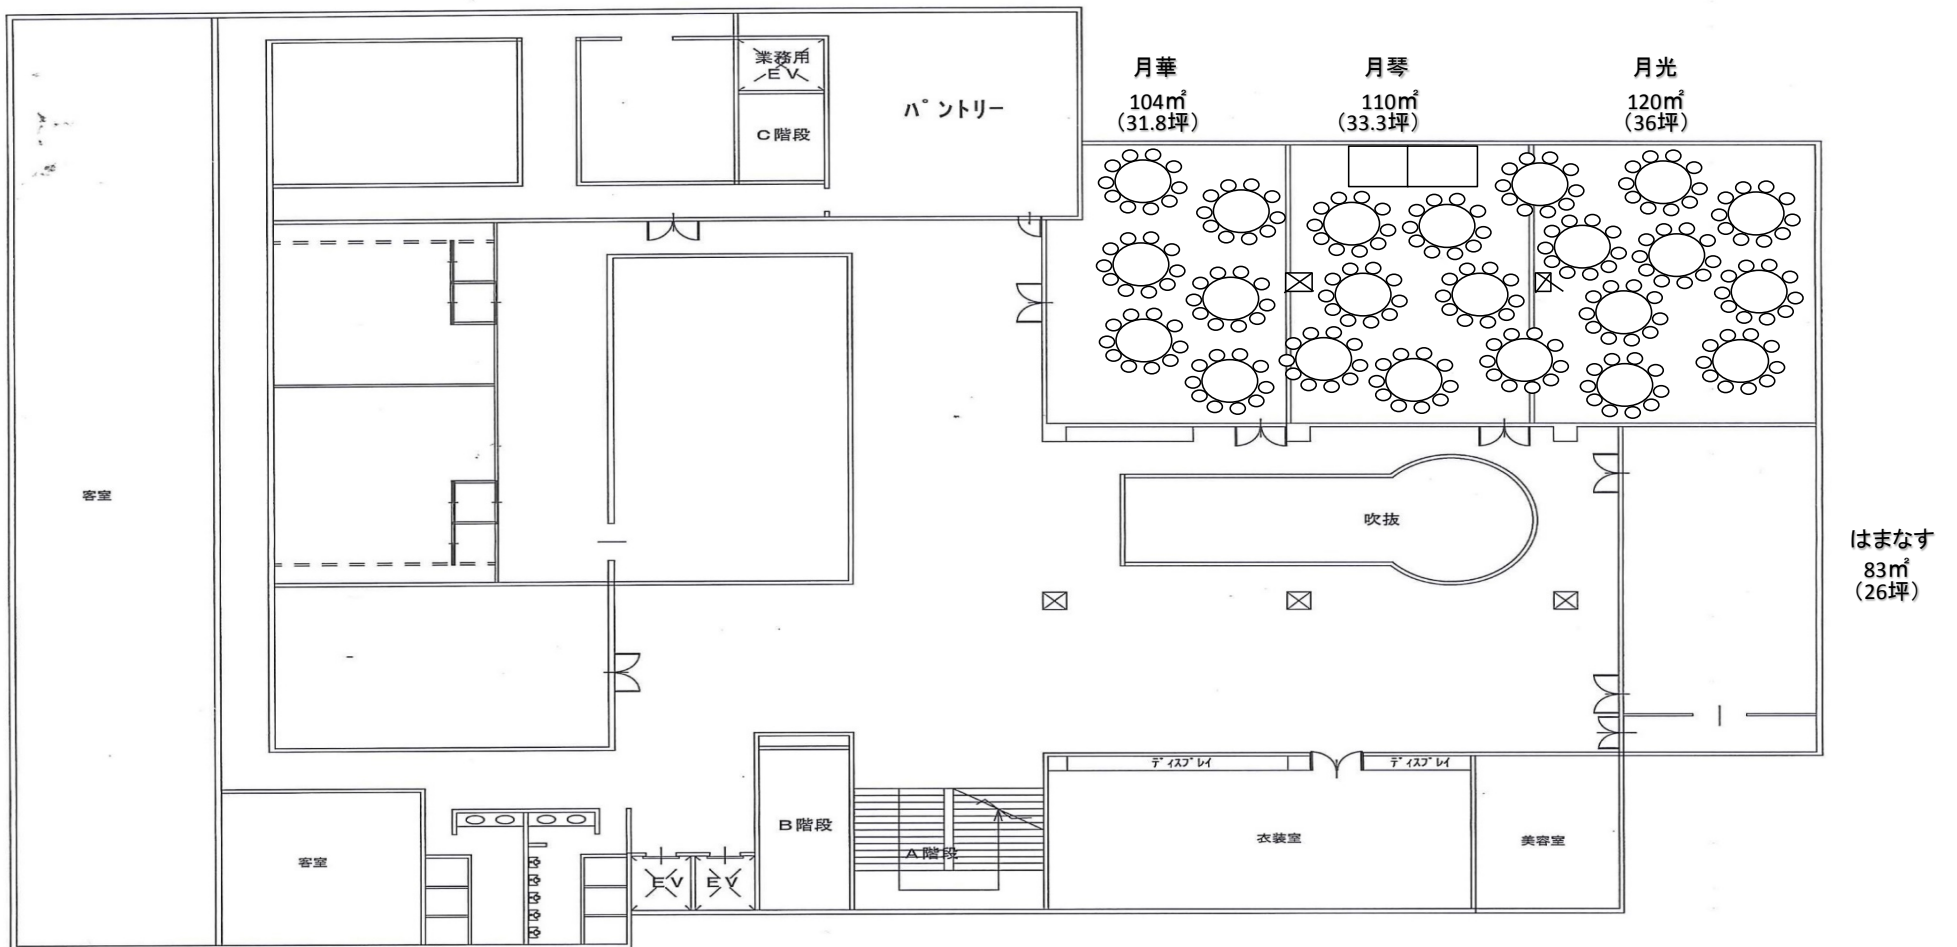 業務用
EV
C階段
パントリー
月華
104㎡
(31.8坪)
月琴
110㎡
(33.3坪)
月光
120㎡
(36坪)
客室
吹抜
はまなす
83㎡
(26坪)
ディスプレイ
ディスプレイ
B階段
A階段
衣装室
美容室
客室
EV
EV